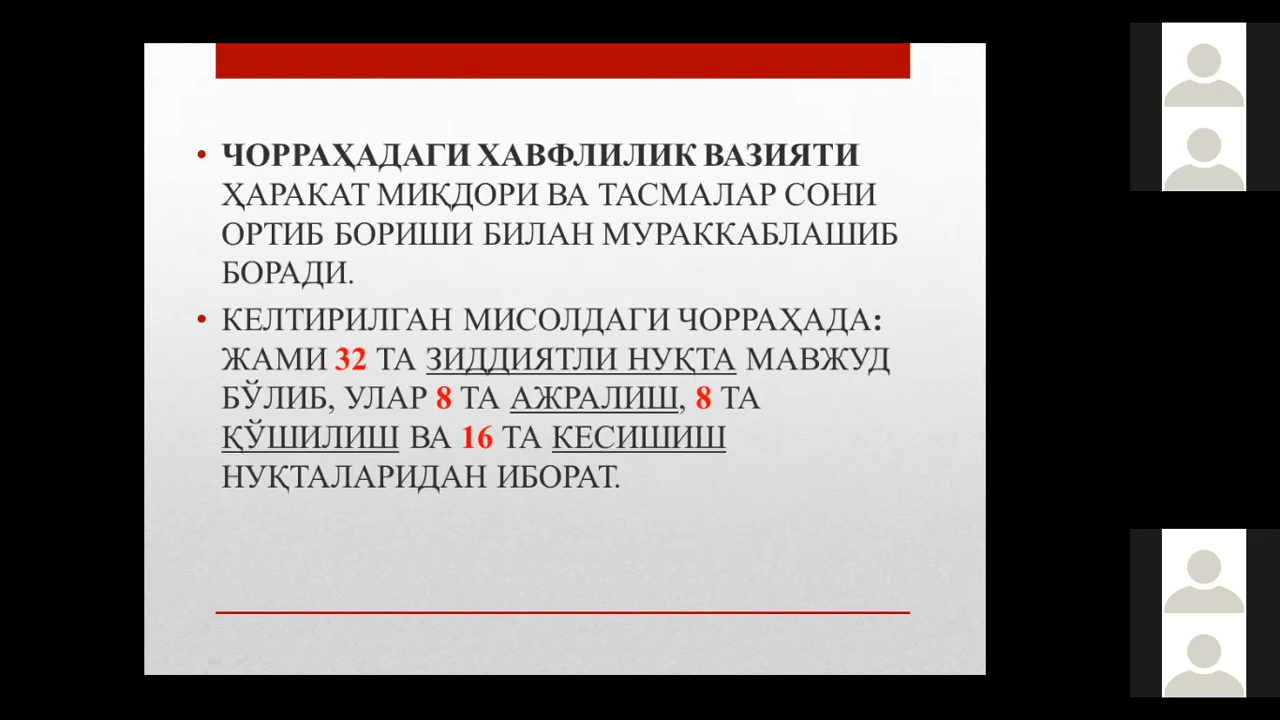 • ЧОРРАҲАДАГИ ХАВФЛИЛИК ВАЗИЯТИ
ҲАРАКАТ МИҚДОРИ ВА ТАСМАЛАР СОНИ
ОРТИБ БОРИШИ БИЛАН МУРАККАБЛАШИБ
БОРАДИ.
• КЕЛТИРИЛГАН МИСОЛДАГИ ЧОРРАҲАДА:
ЖАМИ 32 ТА ЗИДДИЯТЛИ НУҚТА МАВЖУД
БЎЛИБ, УЛАР 8 ТА АЖРАЛИШ, 8 ТА
ҚЎШИЛИШ ВА 16 ТА КЕСИШИШ
НУҚТАЛАРИДАН ИБОРАТ.